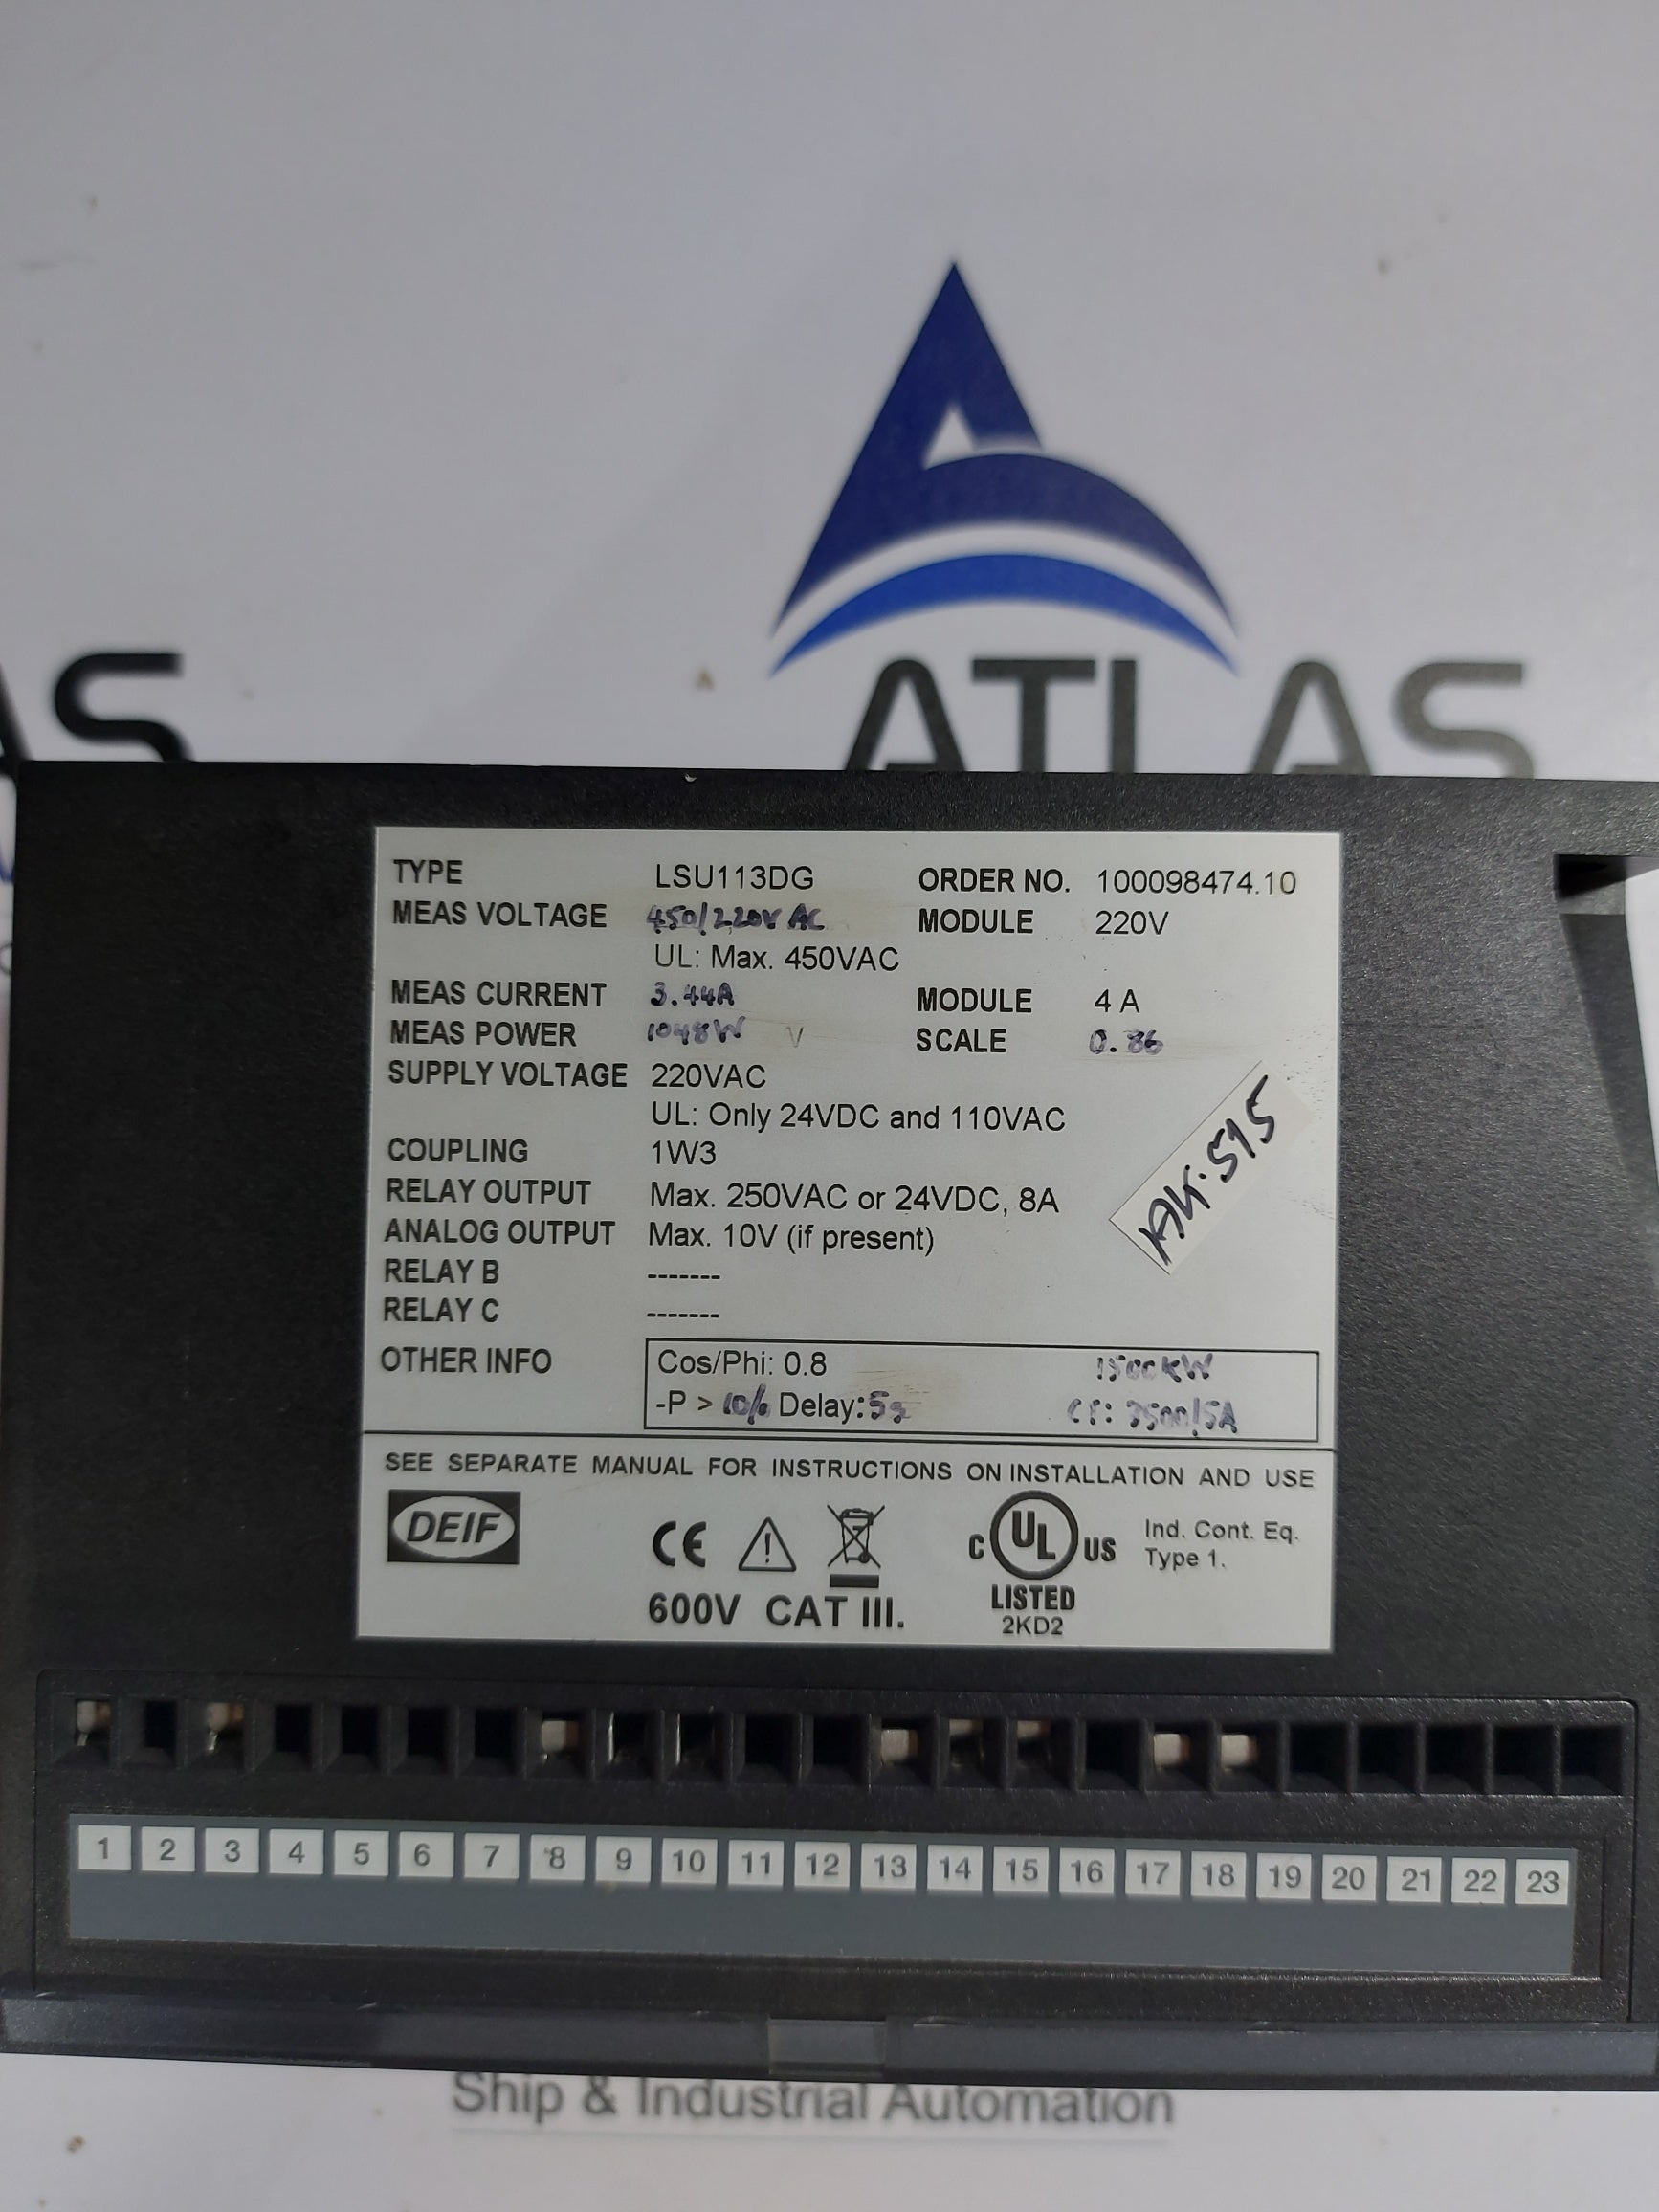 AS
ATLAS
TYPE LSU113DG ORDER NO. 100098474.10
MEAS VOLTAGE 450/220V AC MODULE 220V
UL: Max. 450VAC
MEAS CURRENT 3.44A MODULE 4 A
MEAS POWER 1048W V SCALE 0.86
SUPPLY VOLTAGE 220VAC
UL: Only 24VDC and 110VAC
COUPLING 1W3
RELAY OUTPUT Max. 250VAC or 24VDC, 8A
ANALOG OUTPUT Max. 10V (if present)
RELAY B -------
RELAY C -------
OTHER INFO Cos/Phi: 0.8 1500KW
-P > 10% Delay: 5s /5A
SEE SEPARATE MANUAL FOR INSTRUCTIONS ON INSTALLATION AND USE
DEIF CE C UL US Ind. Cont. Eq.
Type 1.
600V CAT III. LISTED
2KD2
1 2 3 4 5 6 7 8 9 10 11 12 13 14 15 16 17 18 19 20 21 22 23
Ship & Industrial Automation